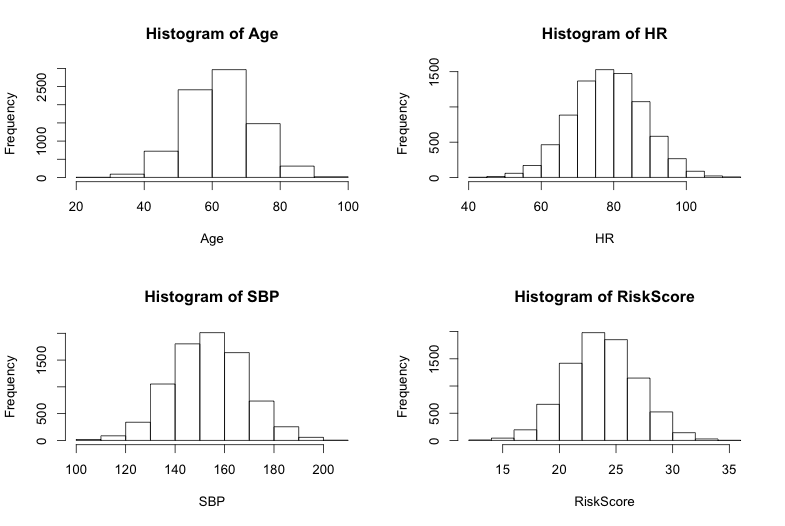 Histogram of Age
Frequency
0 1000 2500
20 40 60 80 100
Age
Histogram of HR
Frequency
0 500 1500
40 60 80 100
HR
Histogram of SBP
Frequency
0 500 1500
100 120 140 160 180 200
SBP
Histogram of RiskScore
Frequency
0 500 1500
15 20 25 30 35
RiskScore